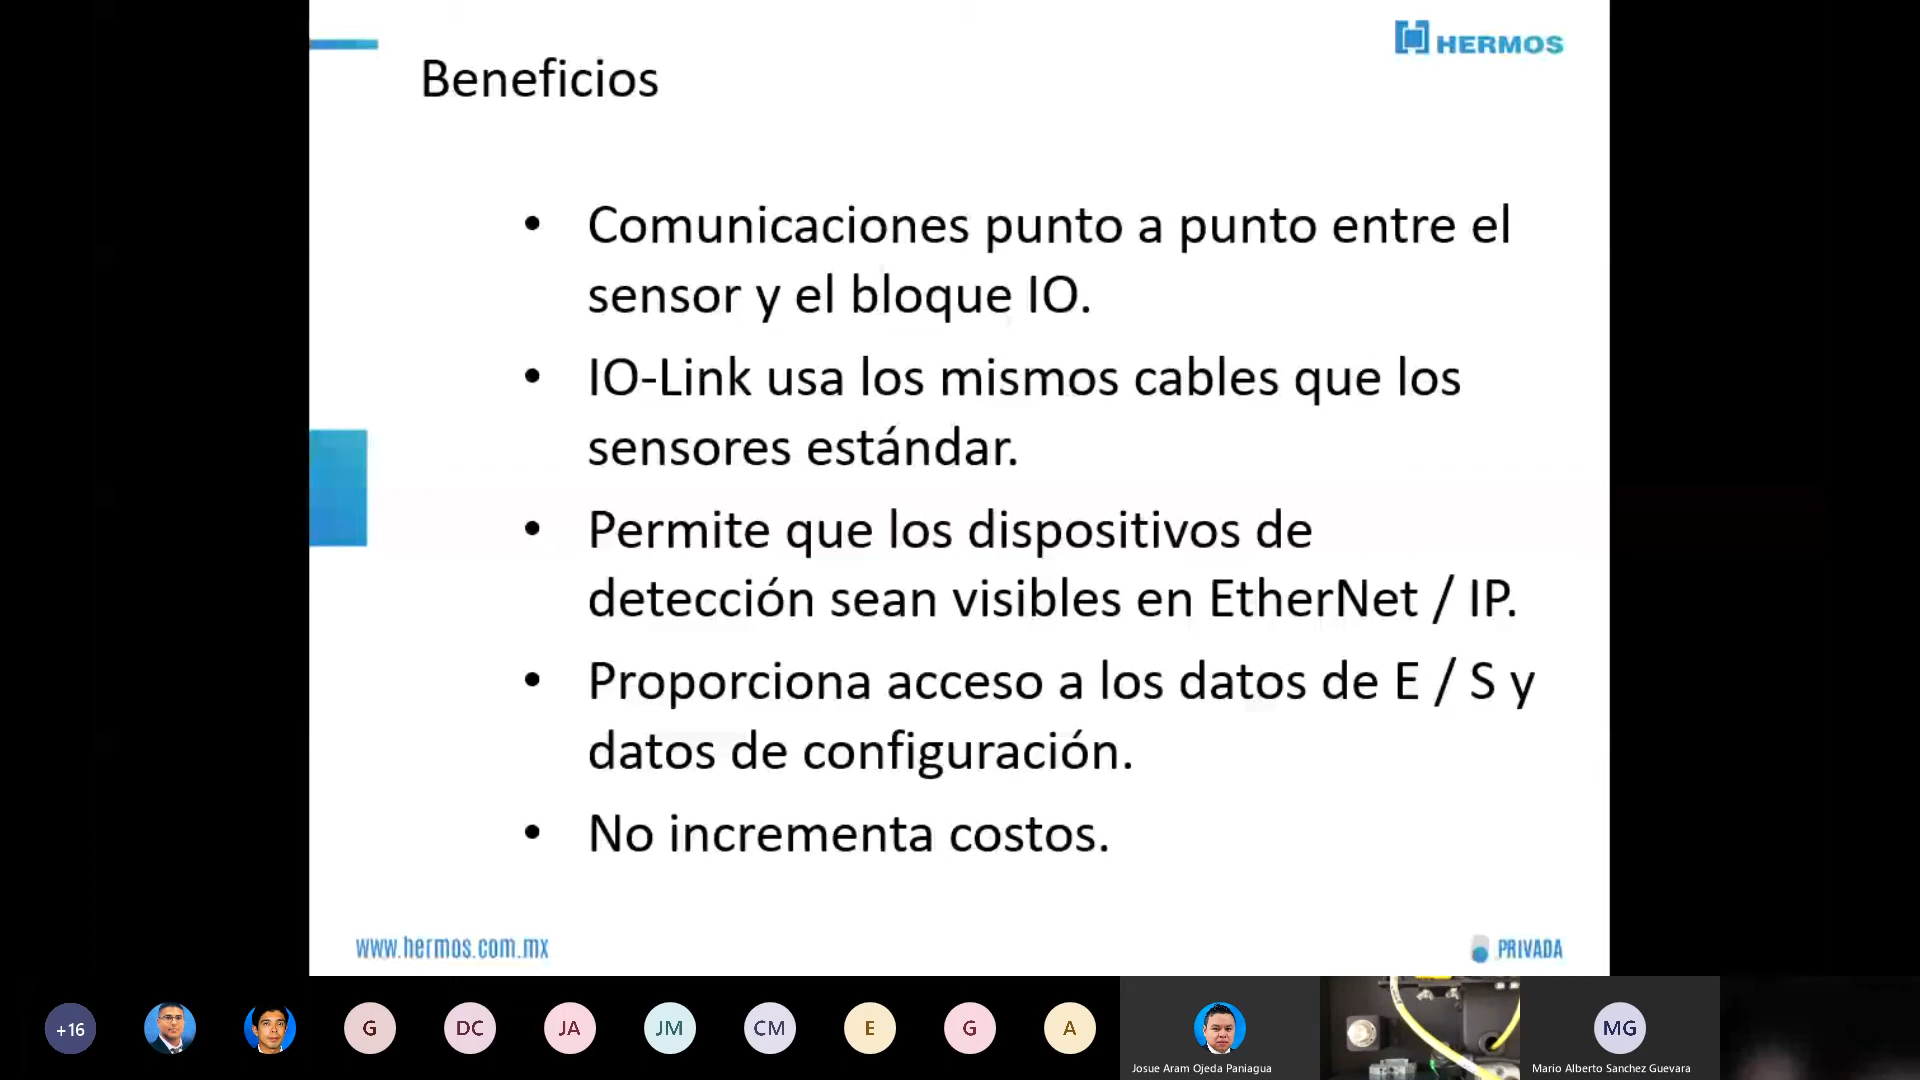 HERMOS
Beneficios
• Comunicaciones punto a punto entre el
sensor y el bloque IO.
• IO-Link usa los mismos cables que los
sensores estándar.
• Permite que los dispositivos de
detección sean visibles en EtherNet / IP.
• Proporciona acceso a los datos de E / S y
datos de configuración.
• No incrementa costos.
www.hermos.com.mx
PRIVADA
+16
G
DC
JA
JM
CM
E
G
A
MG
Josue Aram Ojeda Paniagua
Mario Alberto Sanchez Guevara